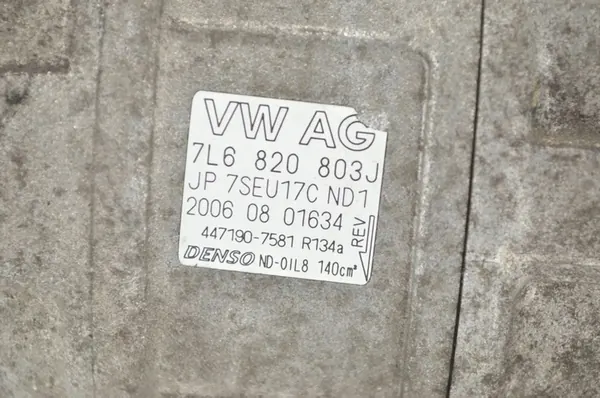 VW AG
7L6 820 803J
JP 7SEU17C ND1
2006 08 01634
REV
447190-7581 R134a
DENSO ND-OIL8 140cm³